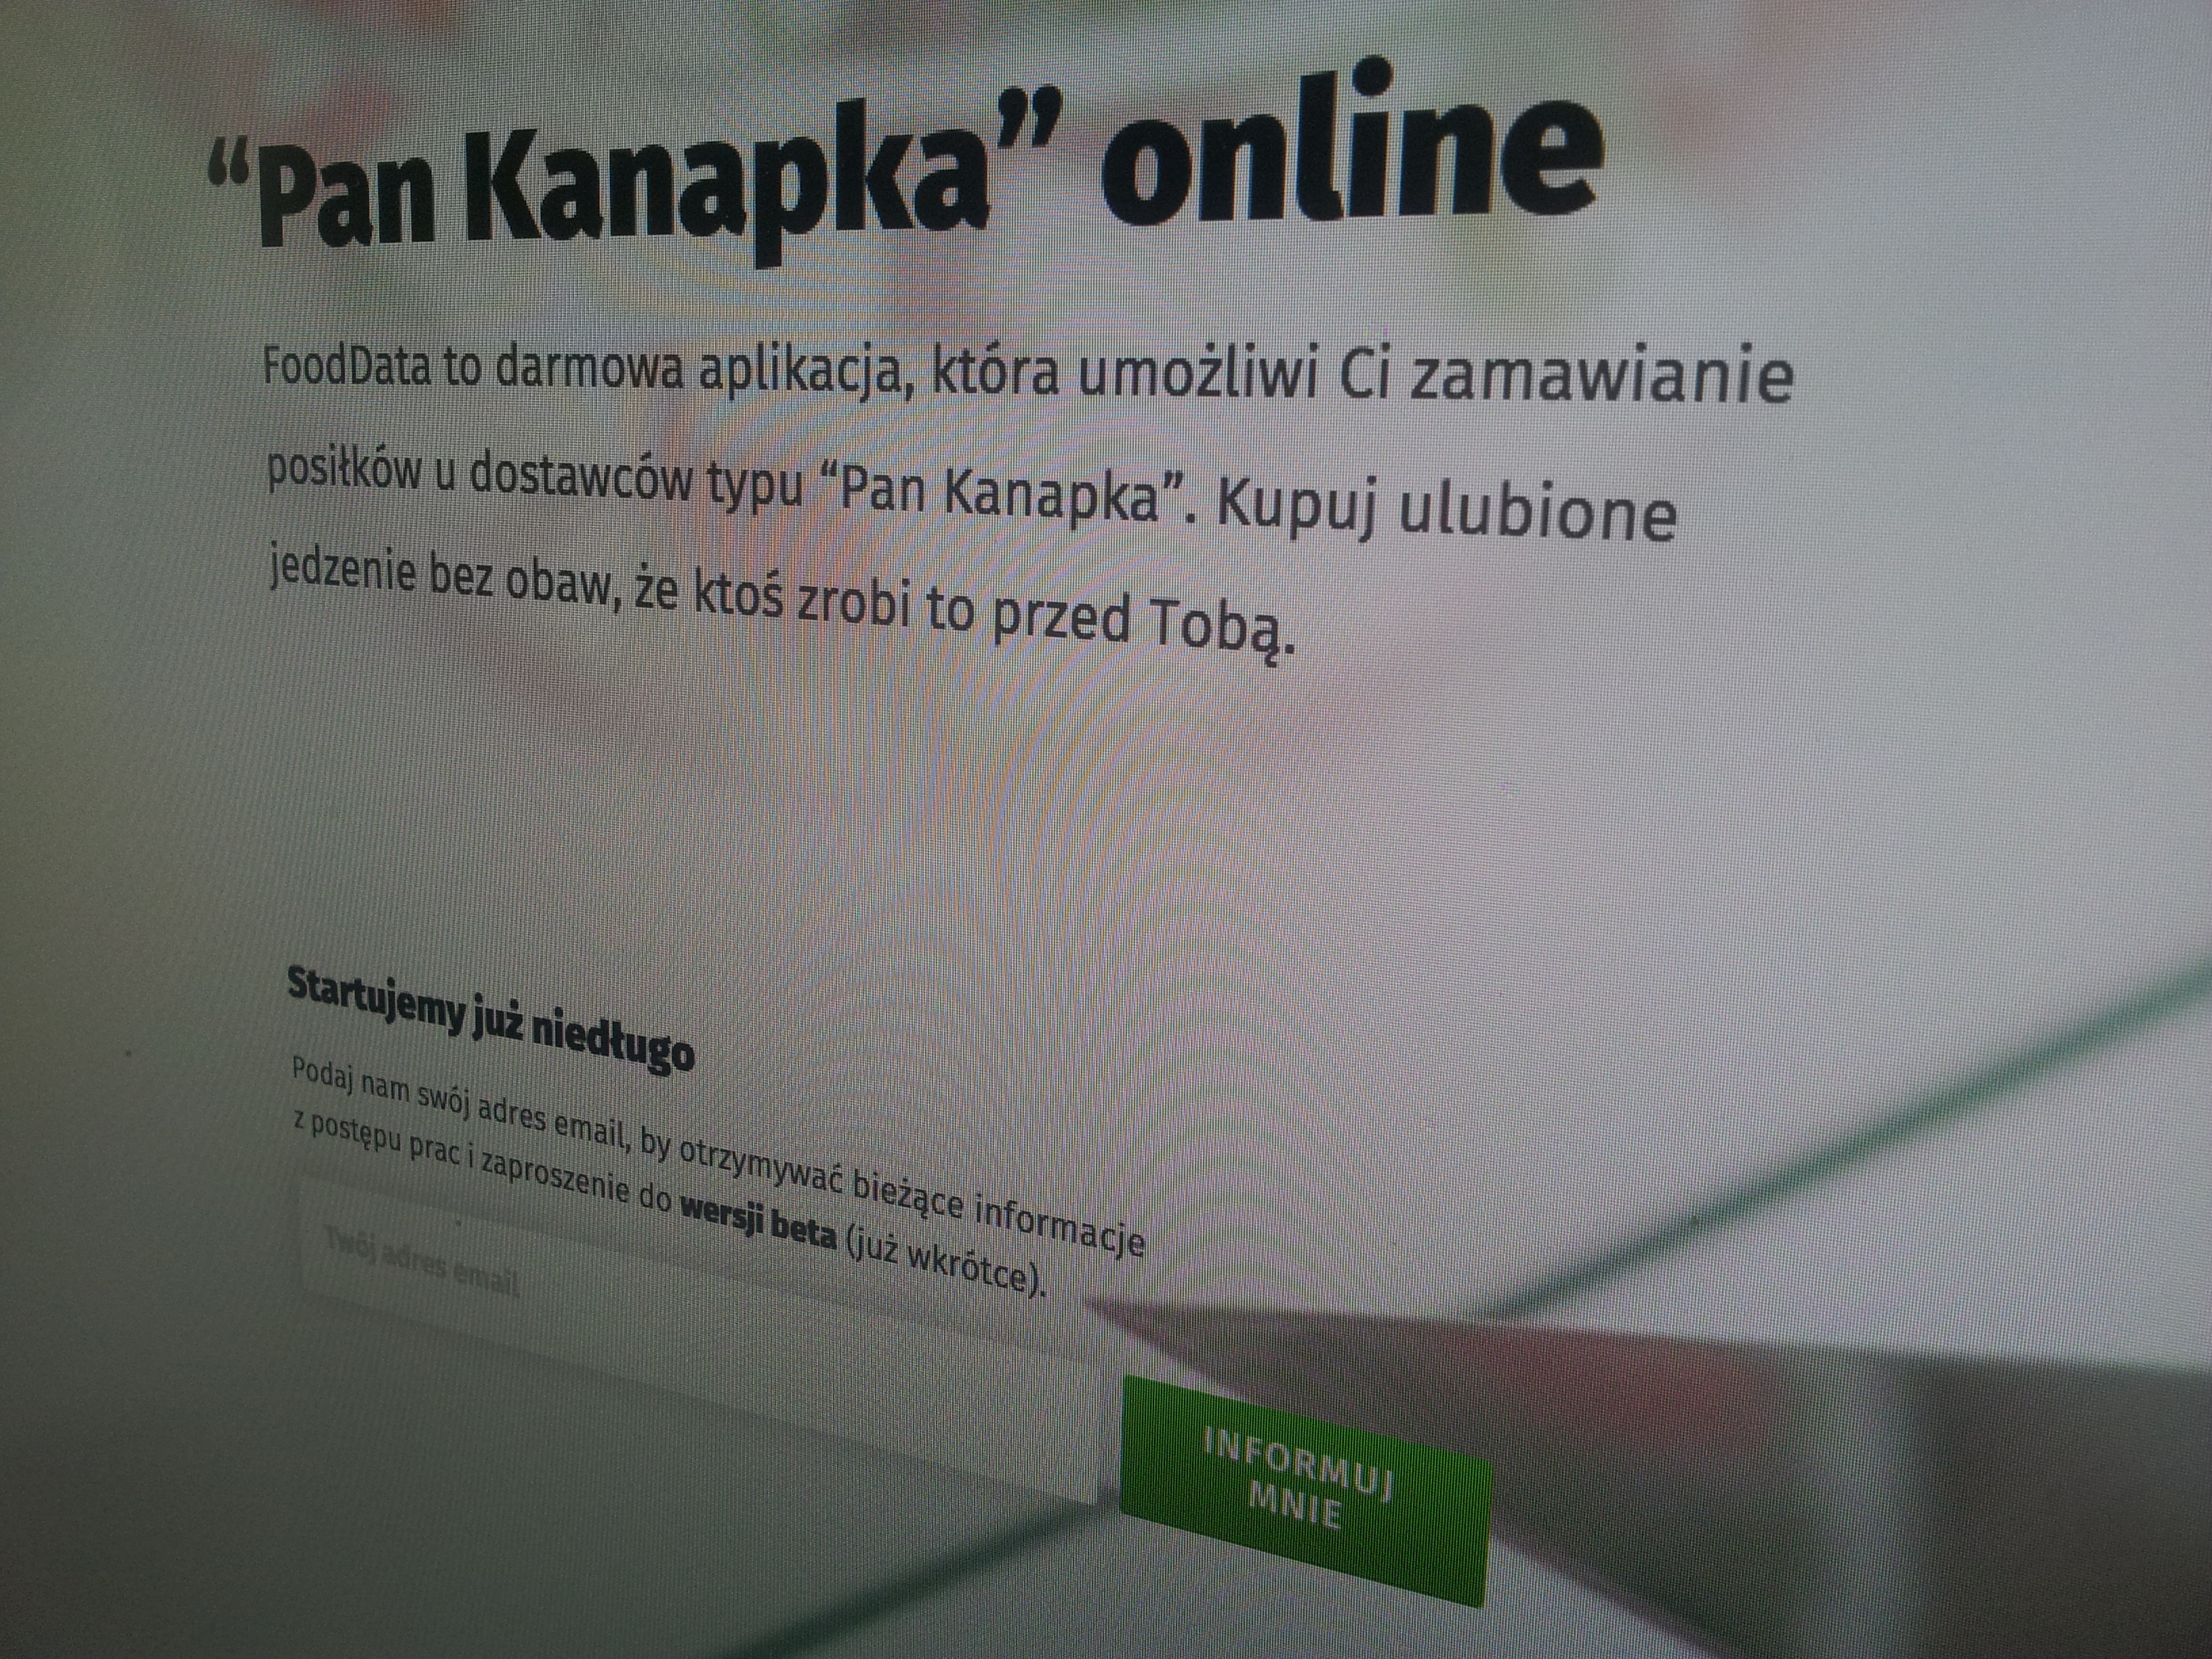 “Pan Kanapka” online
FoodData to darmowa aplikacja, która umożliwi Ci zamawianie
posiłków u dostawców typu “Pan Kanapka”. Kupuj ulubione
jedzenie bez obaw, że ktoś zrobi to przed Tobą.
Startujemy już niedługo
Podaj nam swój adres email, by otrzymywać bieżące informacje
z postępu prac i zaproszenie do wersji beta (już wkrótce).
Twój adres email
INFORMUJ
MNIE